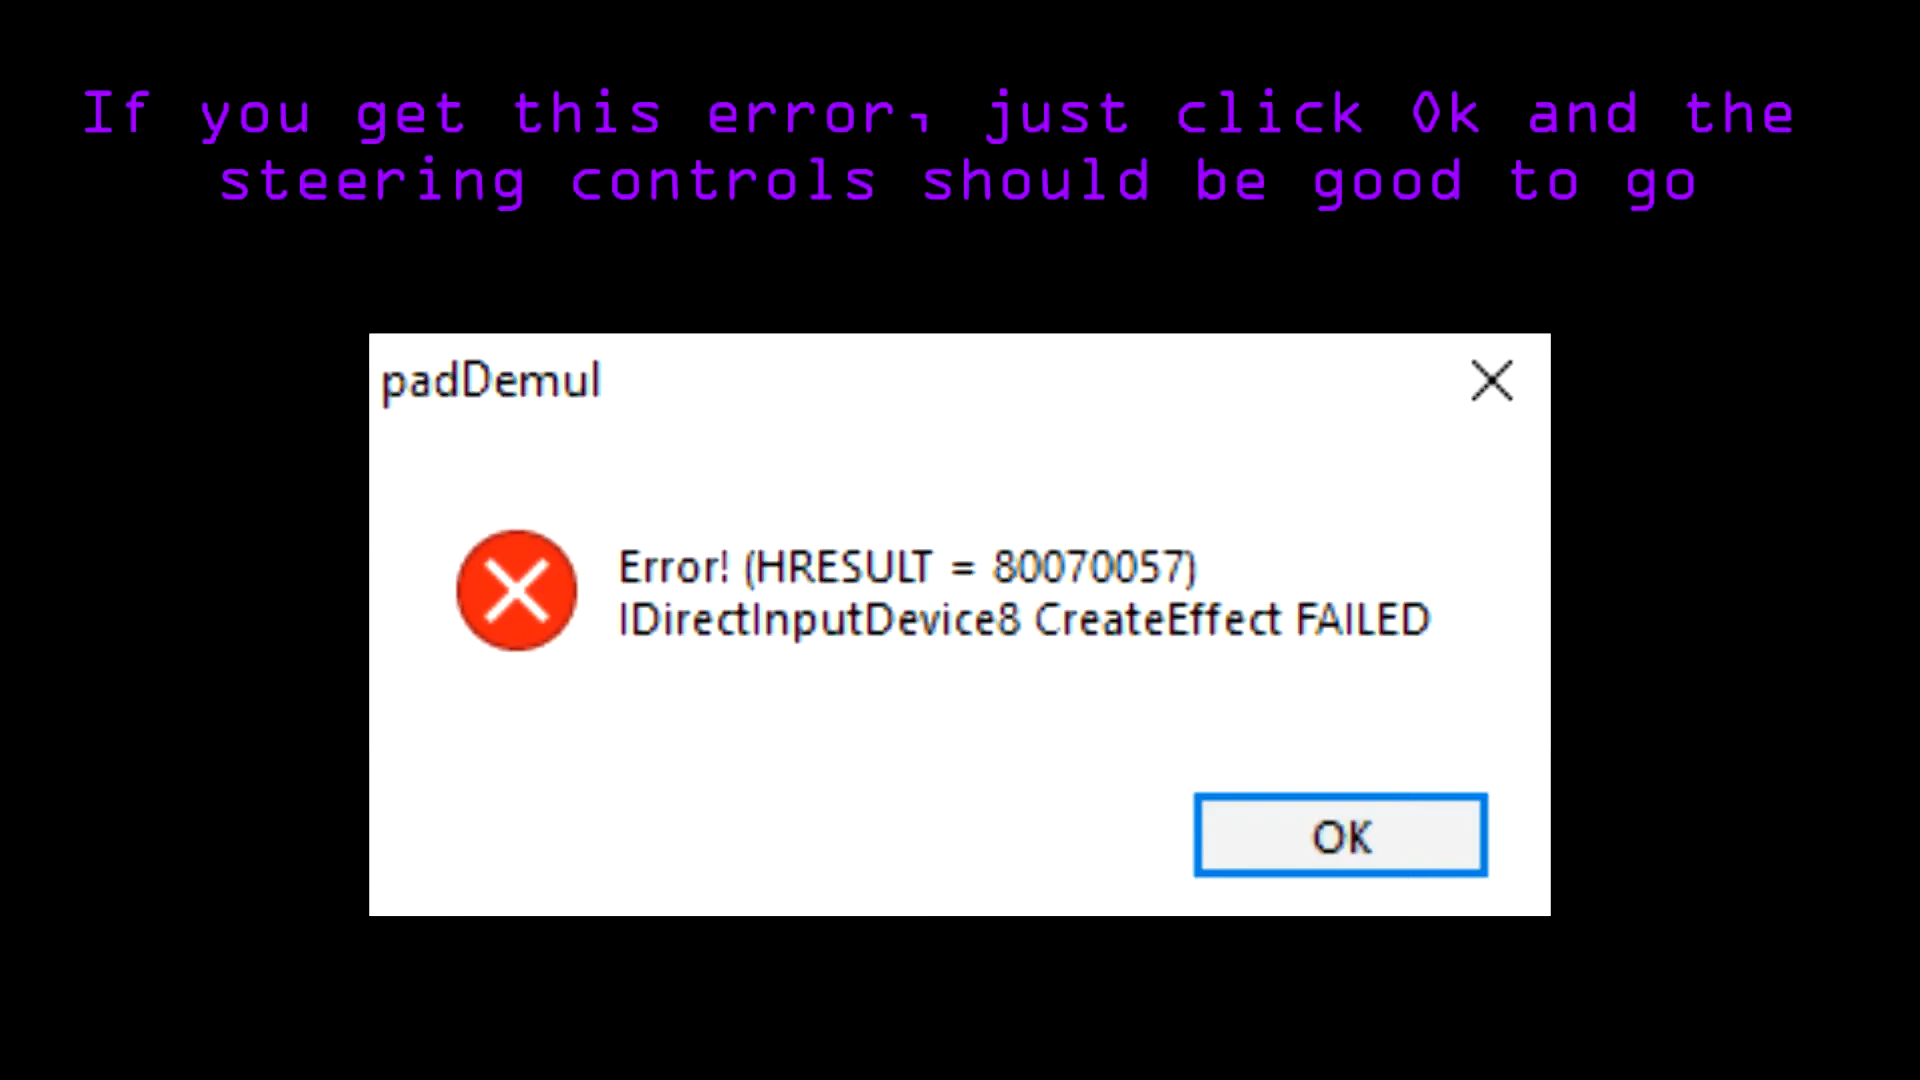 If you get this error, just click Ok and the
steering controls should be good to go
padDemul
Error! (HRESULT = 80070057)
IDirectInputDevice8 CreateEffect FAILED
OK